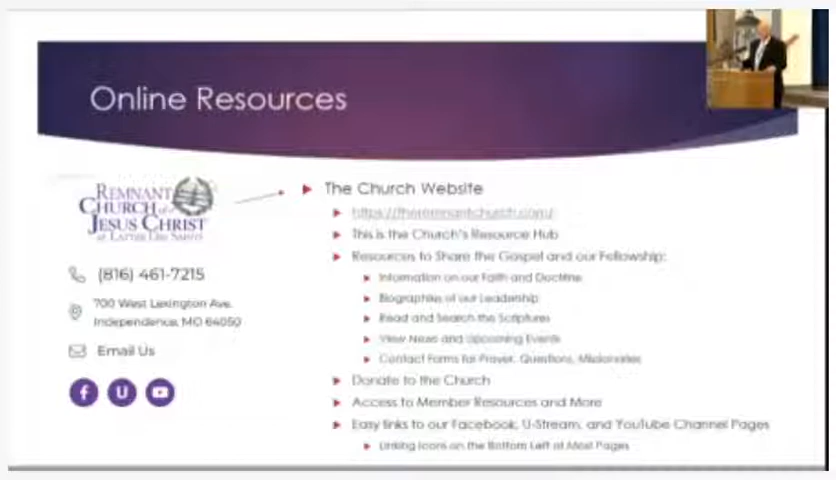 Online Resources
REMNANT
CHURCH of
JESUS CHRIST
of LATTER DAY SAINTS
(816) 461-7215
700 West Lexington Ave.
Independence, MO 64050
Email Us
f U
The Church Website
https://theremnantchurch.com/
This is the Church's Resource Hub
Resources to Share the Gospel and our Fellowship:
Information on our Faith and Doctrine
Biographies of our Leadership
Read and Search the Scriptures
View News and Upcoming Events
Contact Forms for Prayer, Questions, Missionaries
Donate to the Church
Access to Member Resources and More
Easy links to our Facebook, U-Stream, and YouTube Channel Pages
Linking Icons on the Bottom Left of Most Pages